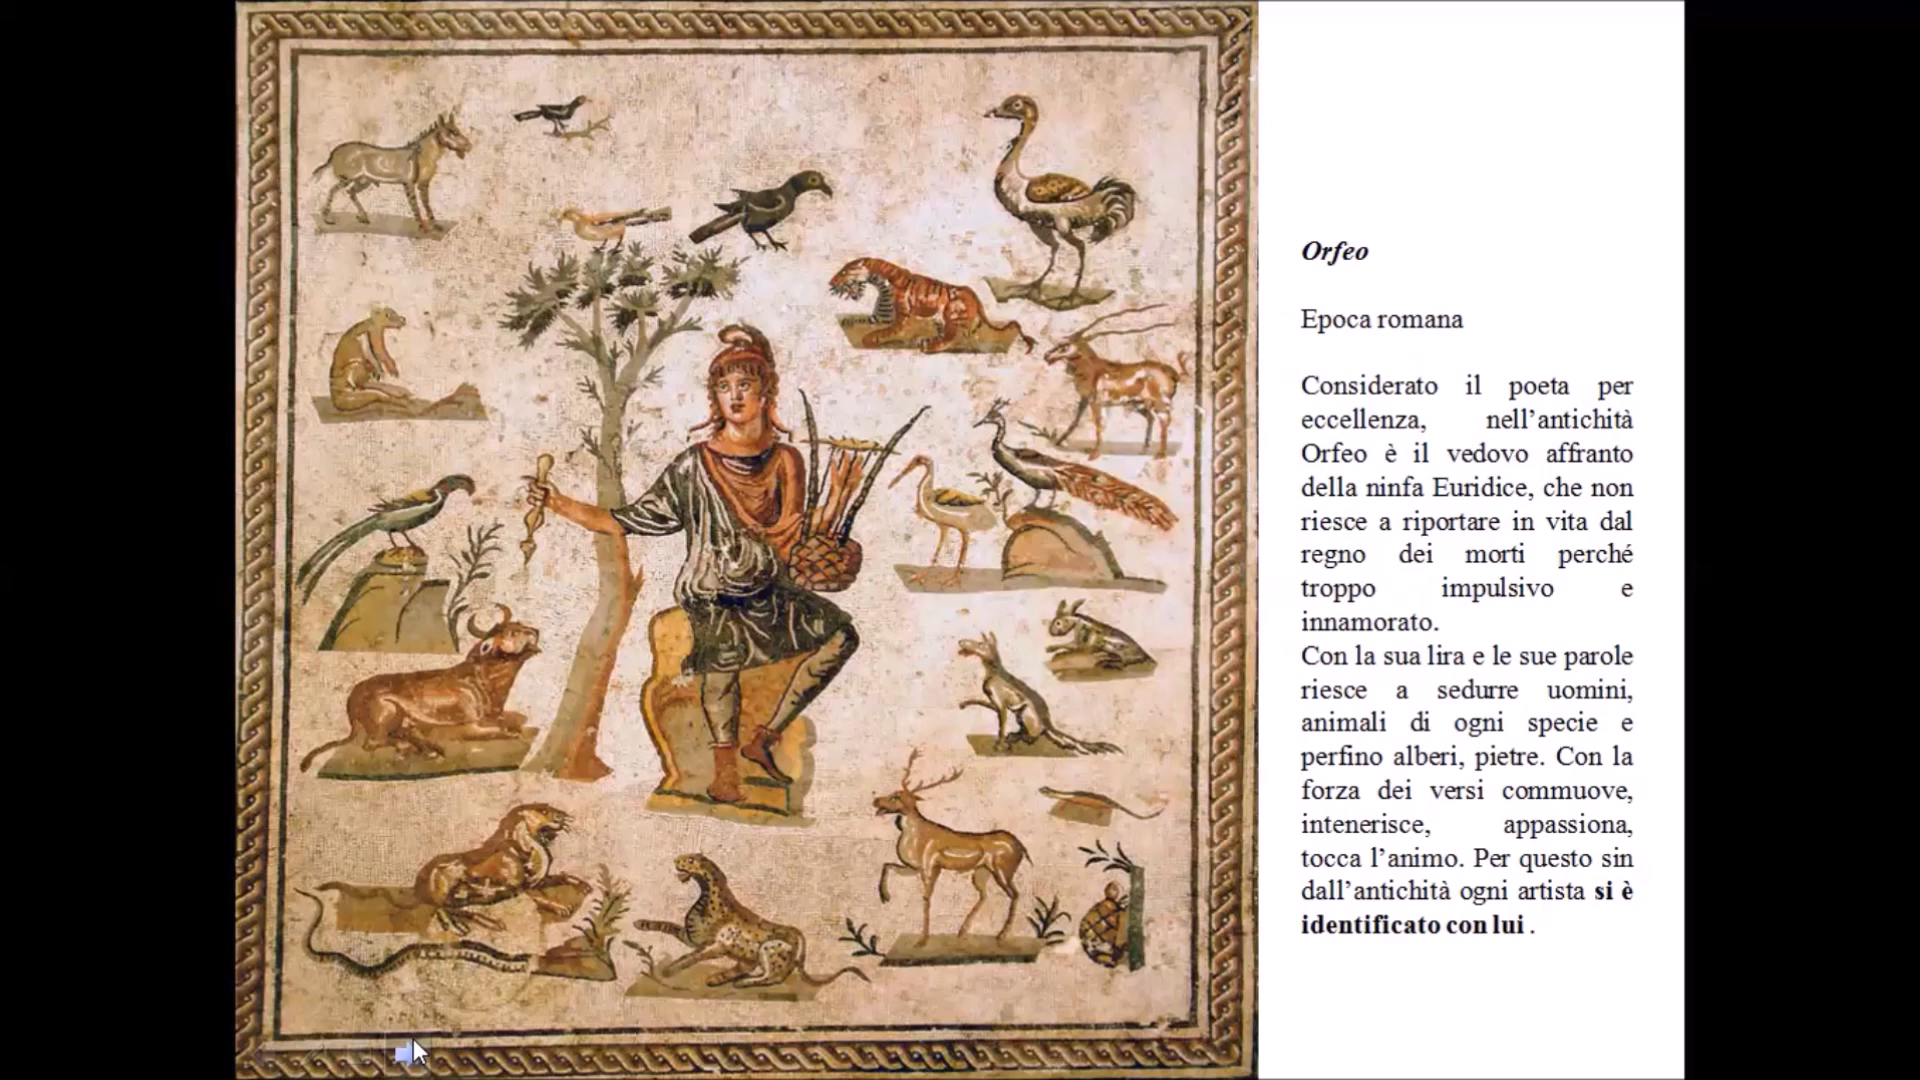 Orfeo
Epoca romana
Considerato il poeta per
eccellenza, nell’antichità
Orfeo è il vedovo affranto
della ninfa Euridice, che non
riesce a riportare in vita dal
regno dei morti perché
troppo impulsivo e
innamorato.
Con la sua lira e le sue parole
riesce a sedurre uomini,
animali di ogni specie e
perfino alberi, pietre. Con la
forza dei versi commuove,
intenerisce, appassiona,
tocca l’animo. Per questo sin
dall’antichità ogni artista si è
identificato con lui .